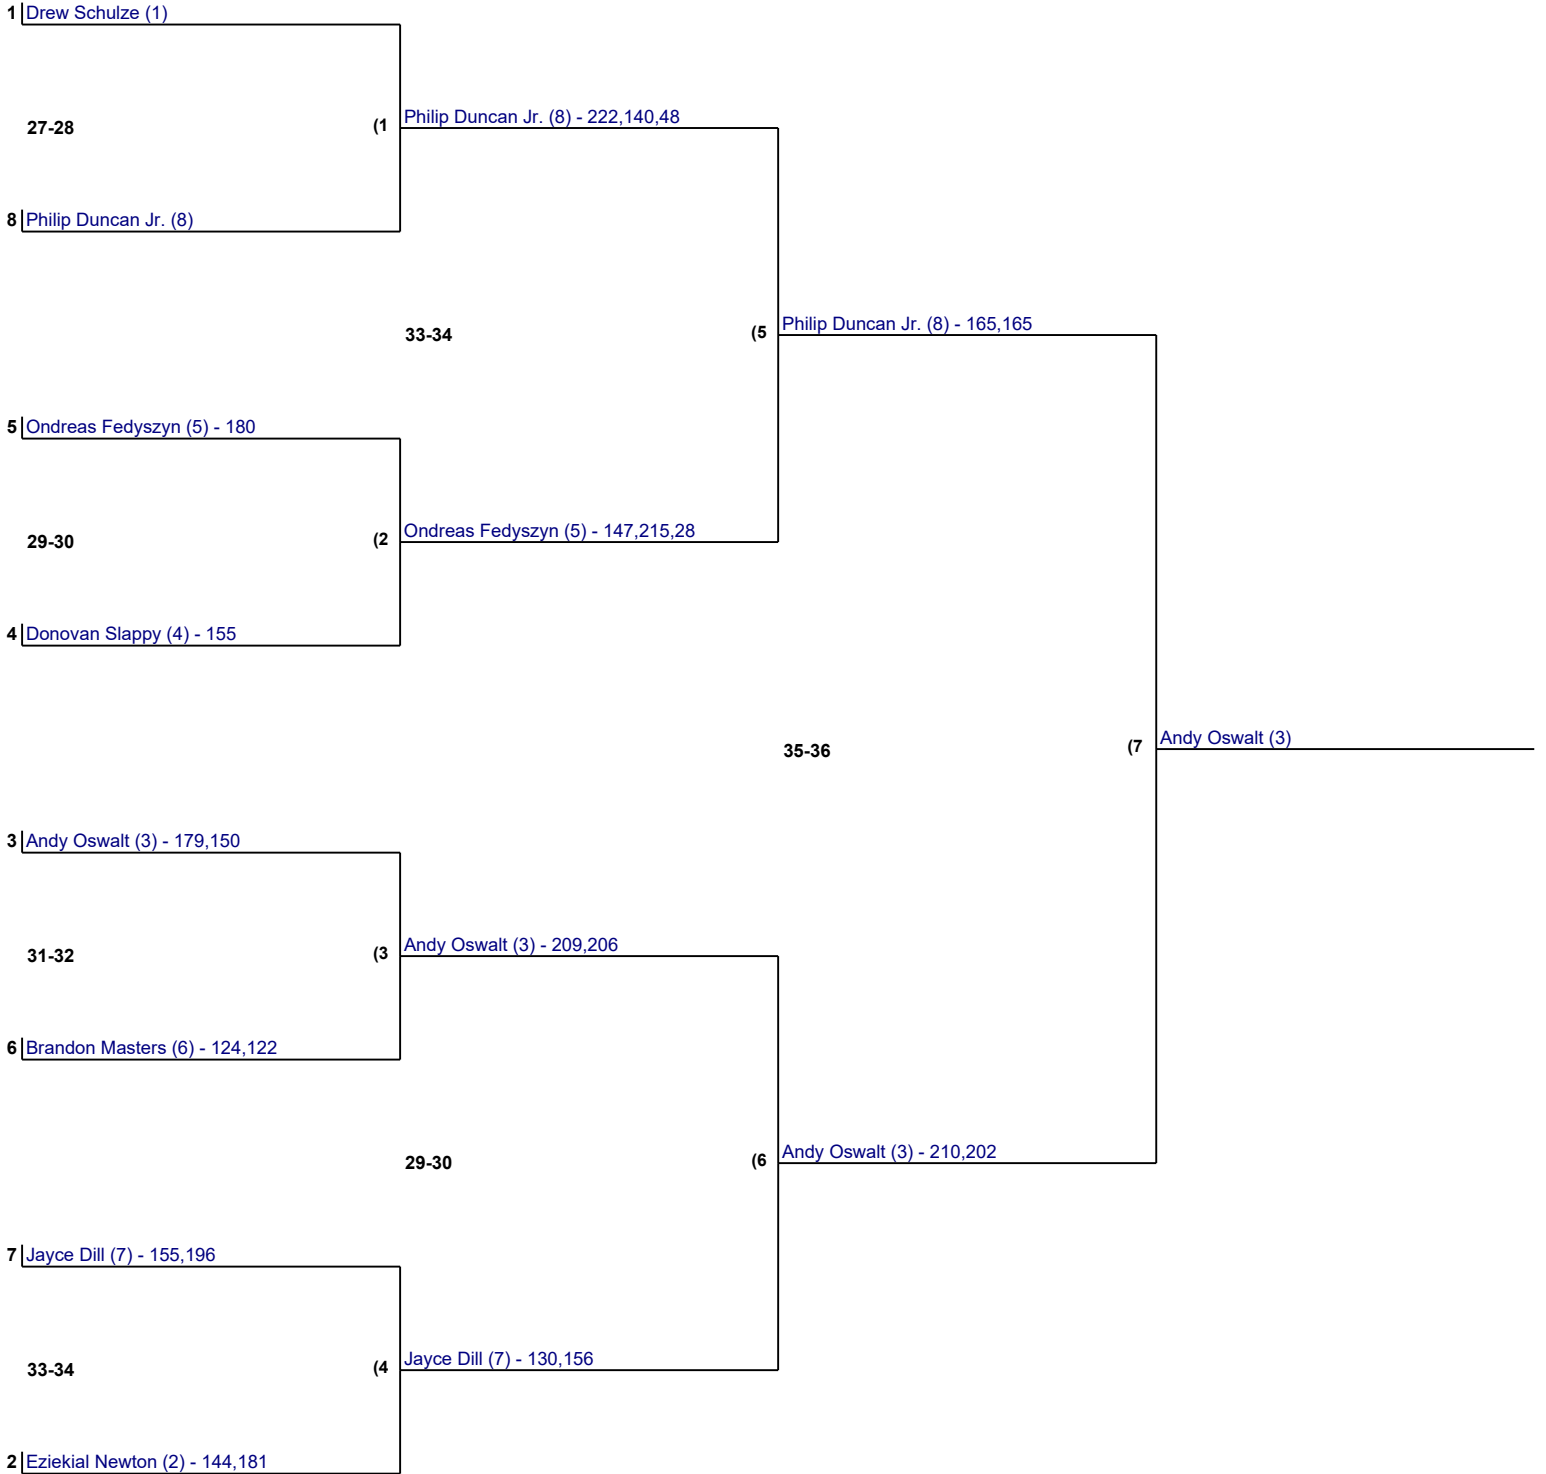 1 Drew Schulze (1)
Philip Duncan Jr. (8) - 222,140,48
27-28 (1
8 Philip Duncan Jr. (8)
Philip Duncan Jr. (8) - 165,165
33-34 (5
5 Ondreas Fedyszyn (5) - 180
Ondreas Fedyszyn (5) - 147,215,28
29-30 (2
4 Donovan Slappy (4) - 155
Andy Oswalt (3)
35-36 (7
3 Andy Oswalt (3) - 179,150
Andy Oswalt (3) - 209,206
31-32 (3
6 Brandon Masters (6) - 124,122
Andy Oswalt (3) - 210,202
29-30 (6
7 Jayce Dill (7) - 155,196
Jayce Dill (7) - 130,156
33-34 (4
2 Eziekial Newton (2) - 144,181